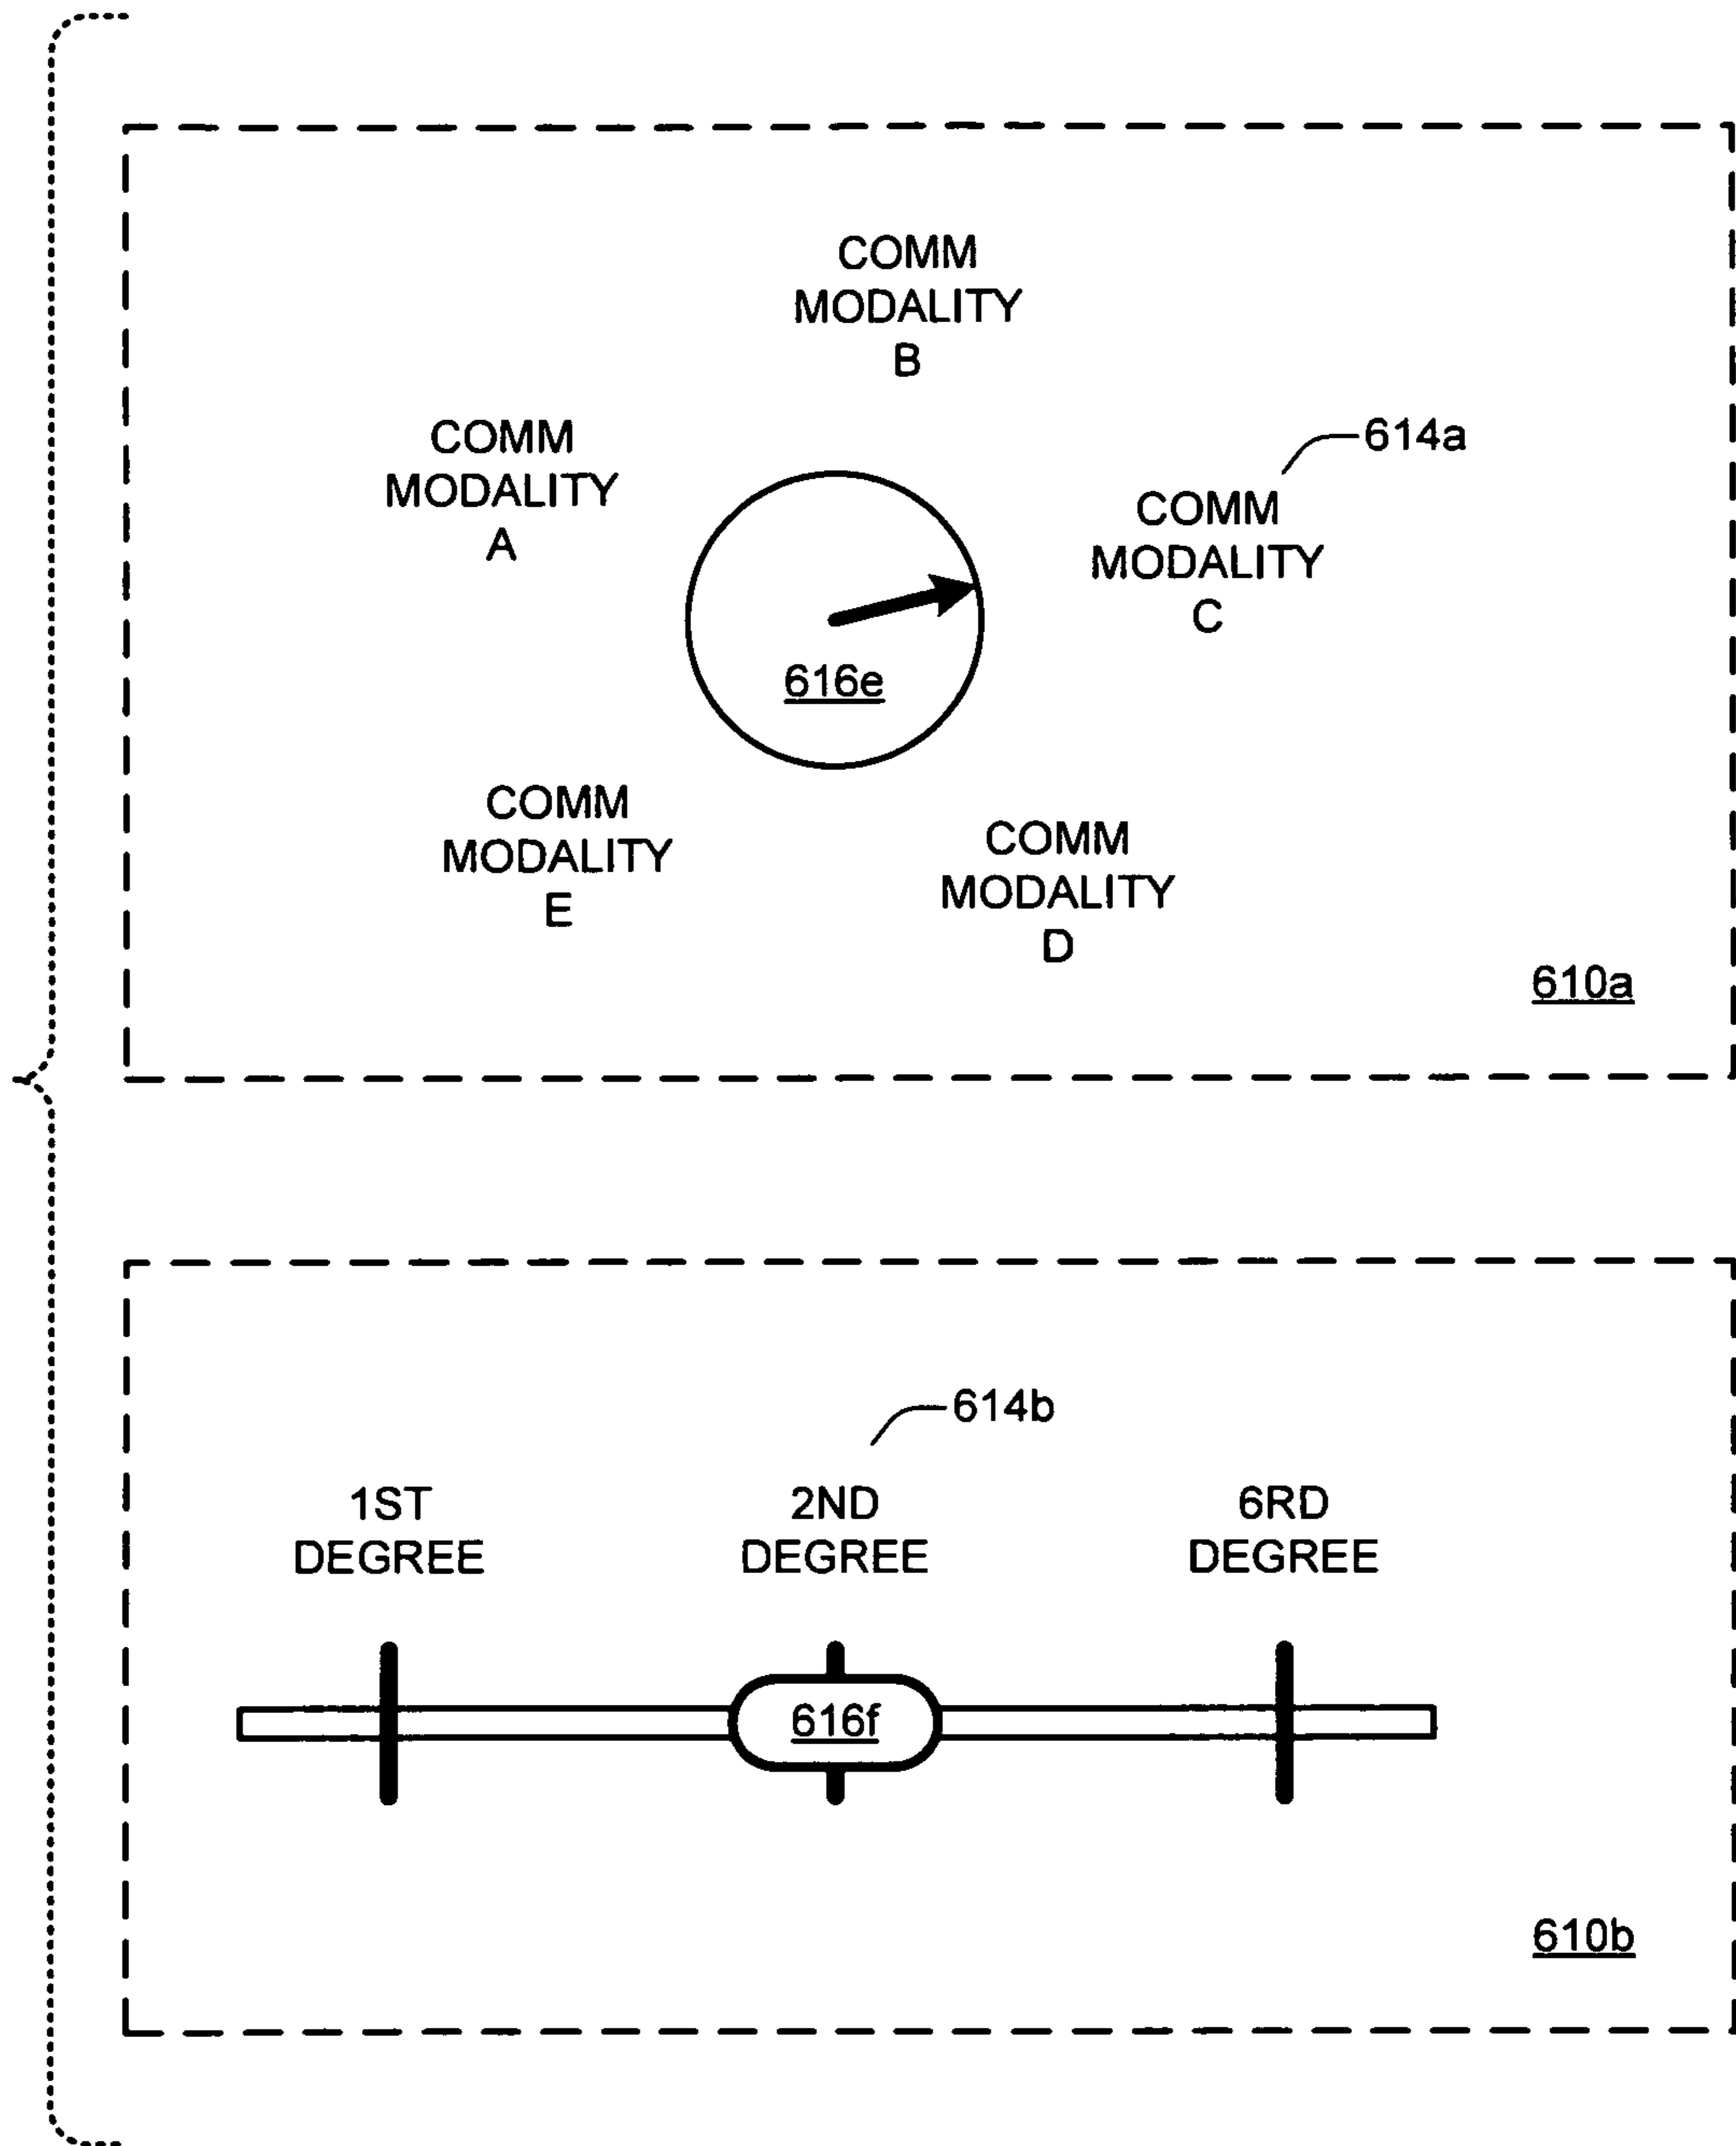 COMM
MODALITY
B
COMM
MODALITY
A
614a
COMM
MODALITY
C
616e
COMM
MODALITY
E
COMM
MODALITY
D
610a
614b
1ST
DEGREE
2ND
DEGREE
6RD
DEGREE
616f
610b